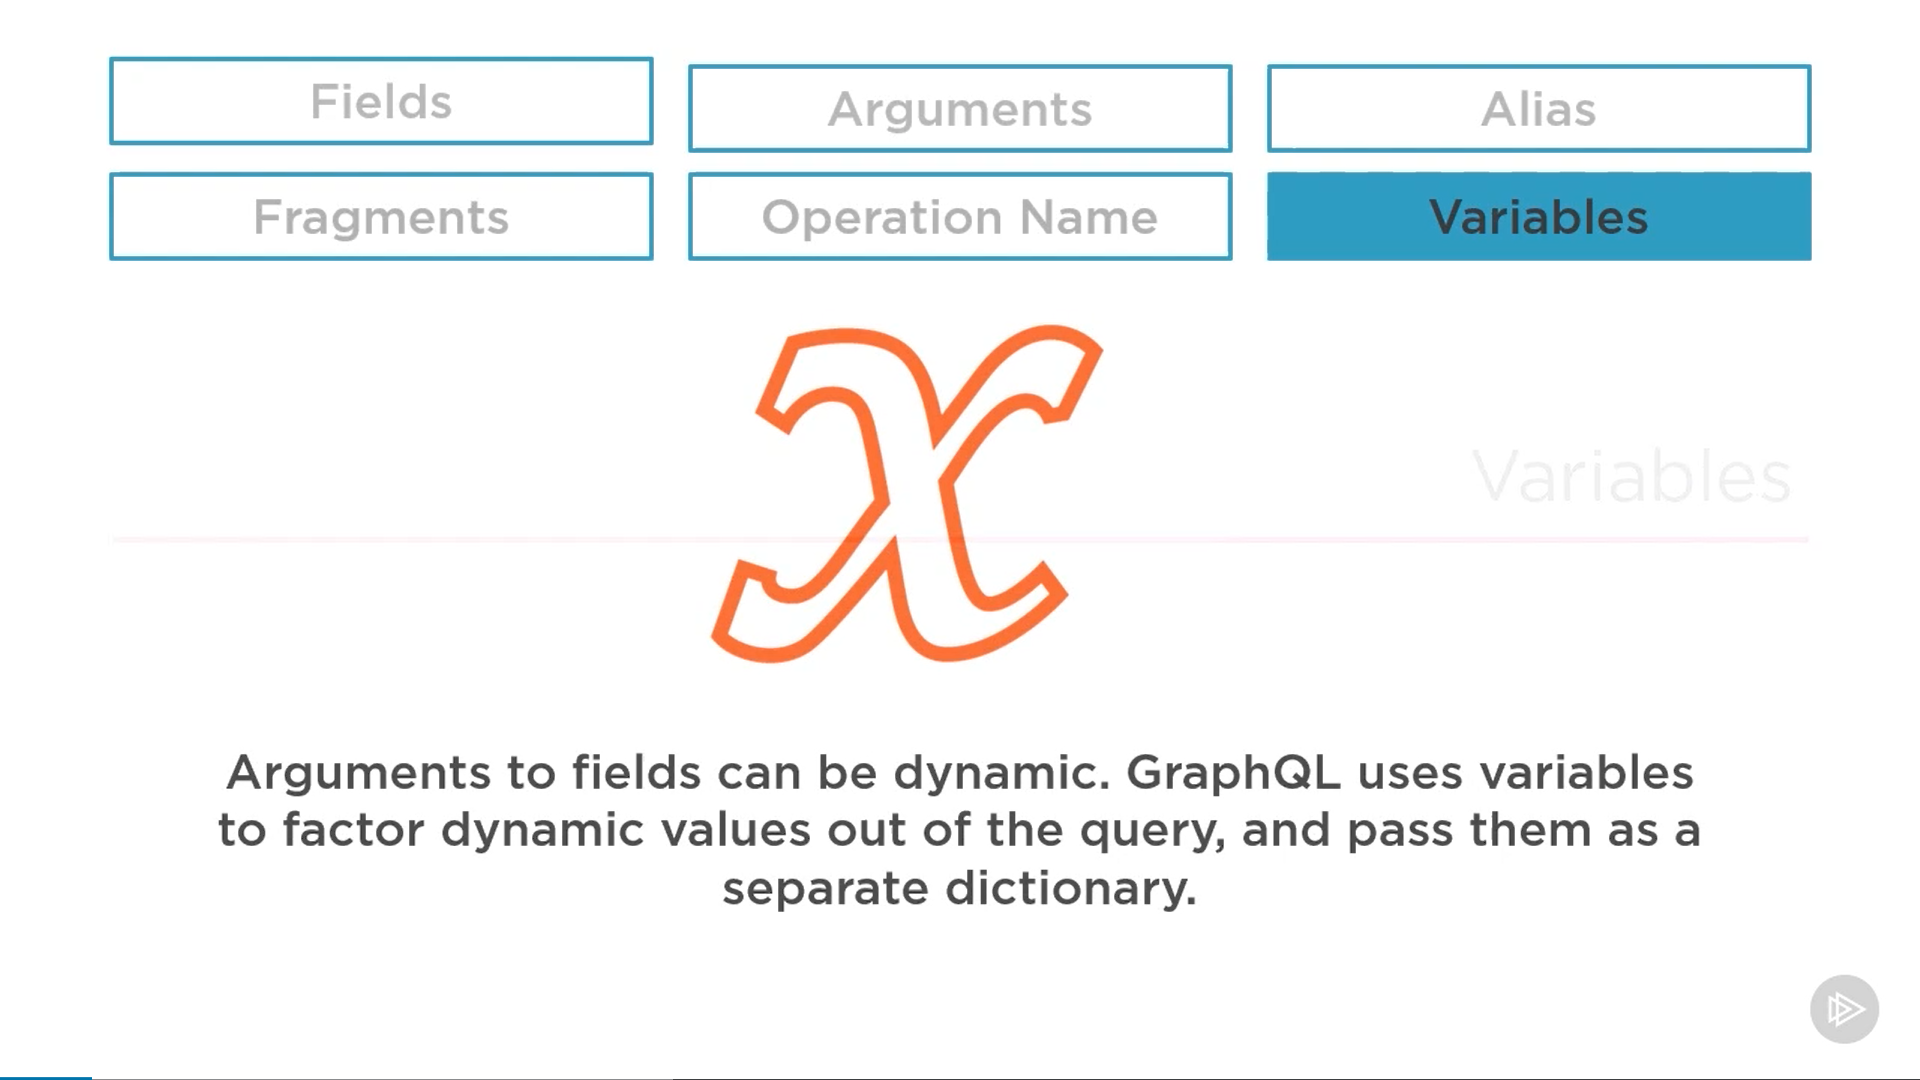 Fields
Arguments
Alias
Fragments
Operation Name
Variables
Variables
Arguments to fields can be dynamic. GraphQL uses variables
to factor dynamic values out of the query, and pass them as a
separate dictionary.